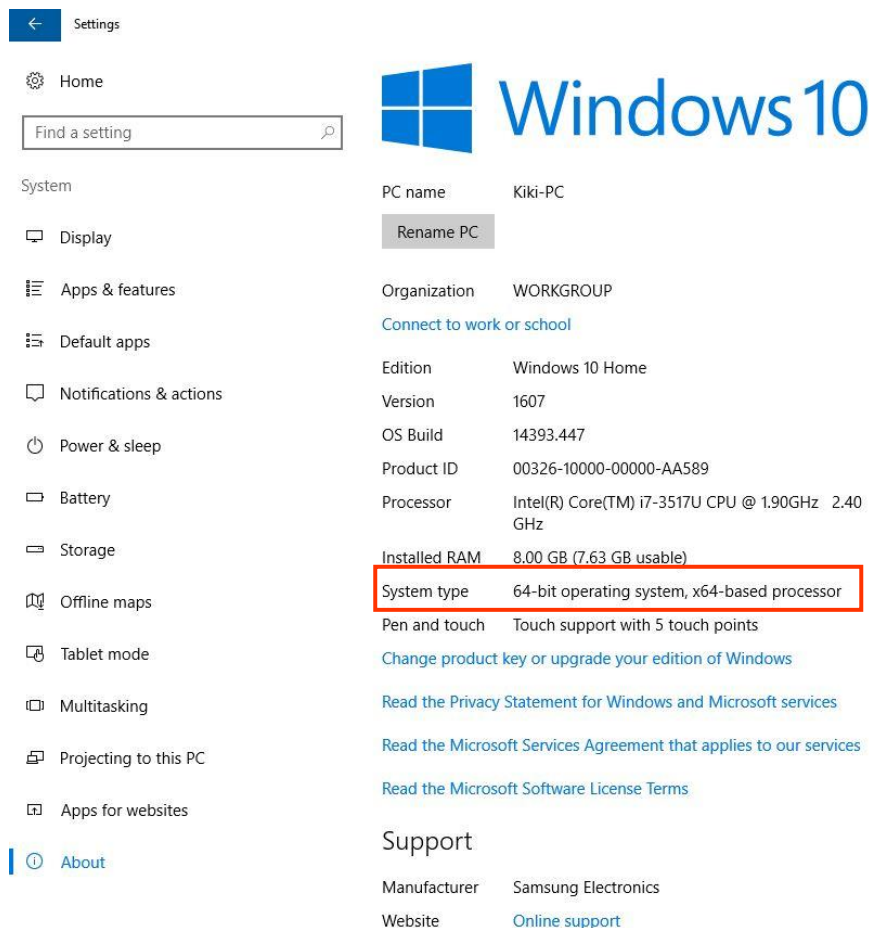 Settings
Home
Find a setting
System
Display
Apps & features
Default apps
Notifications & actions
Power & sleep
Battery
Storage
Offline maps
Tablet mode
Multitasking
Projecting to this PC
Apps for websites
About
Windows 10
PC name Kiki-PC
Rename PC
Organization WORKGROUP
Connect to work or school
Edition Windows 10 Home
Version 1607
OS Build 14393.447
Product ID 00326-10000-00000-AA589
Processor Intel(R) Core(TM) i7-3517U CPU @ 1.90GHz 2.40
GHz
Installed RAM 8.00 GB (7.63 GB usable)
System type 64-bit operating system, x64-based processor
Pen and touch Touch support with 5 touch points
Change product key or upgrade your edition of Windows
Read the Privacy Statement for Windows and Microsoft services
Read the Microsoft Services Agreement that applies to our services
Read the Microsoft Software License Terms
Support
Manufacturer Samsung Electronics
Website Online support